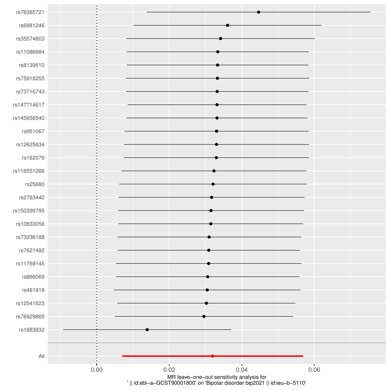 rs76385721
rs6881246
rs35574803
rs11086984
rs8139510
rs75918255
rs73716743
rs147714617
rs145656540
rs951067
rs12625834
rs162078
rs116551266
rs25680
rs2783440
rs150399795
rs10833056
rs73236188
rs7621492
rs11769145
rs866069
rs481818
rs12541523
rs76929865
rs1883832
All
0.00
0.02
0.04
0.06
MR leave−one−out sensitivity analysis for
' || id:ebi−a−GCST90001800' on 'Bipolar disorder bip2021 || id:ieu−b−5110'